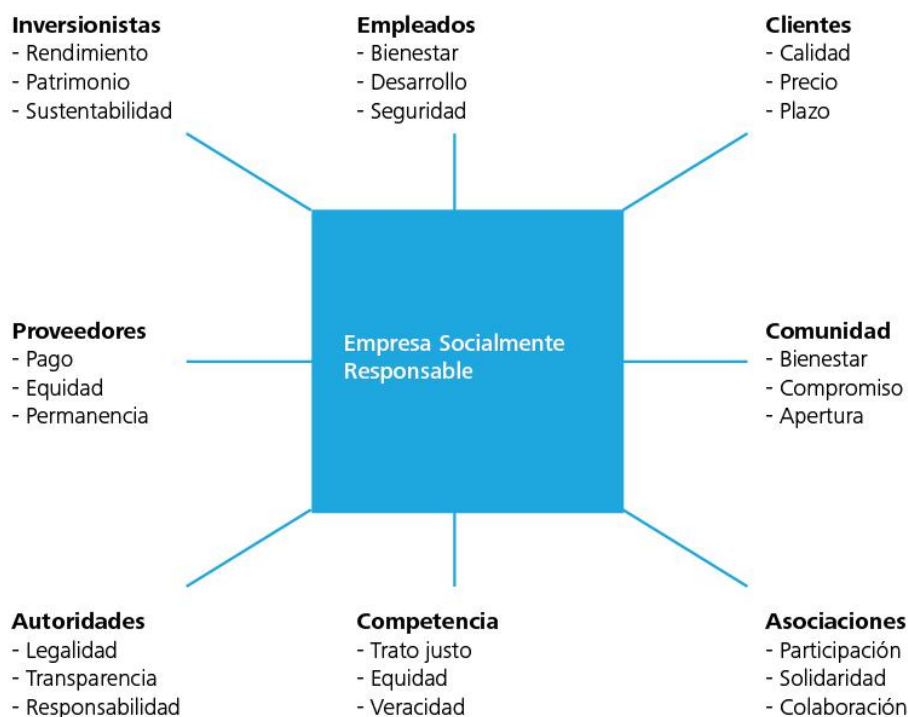 Inversionistas
- Rendimiento
- Patrimonio
- Sustentabilidad
Empleados
- Bienestar
- Desarrollo
- Seguridad
Clientes
- Calidad
- Precio
- Plazo
Proveedores
- Pago
- Equidad
- Permanencia
Empresa Socialmente
Responsable
Comunidad
- Bienestar
- Compromiso
- Apertura
Autoridades
- Legalidad
- Transparencia
- Responsabilidad
Competencia
- Trato justo
- Equidad
- Veracidad
Asociaciones
- Participación
- Solidaridad
- Colaboración